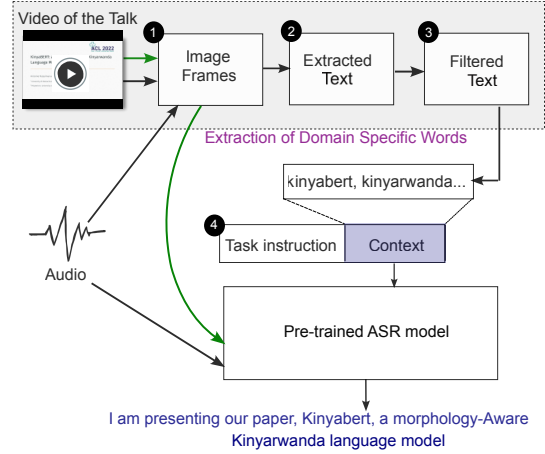 Video of the Talk
ACL 2022
KinyaBERT
Kinyarwanda
Language
1
Image
Frames
2
Extracted
Text
3
Filtered
Text
Extraction of Domain Specific Words
kinyabert, kinyarwanda...
4
Task instruction
Context
Audio
Pre-trained ASR model
I am presenting our paper, Kinyabert, a morphology-Aware
Kinyarwanda language model